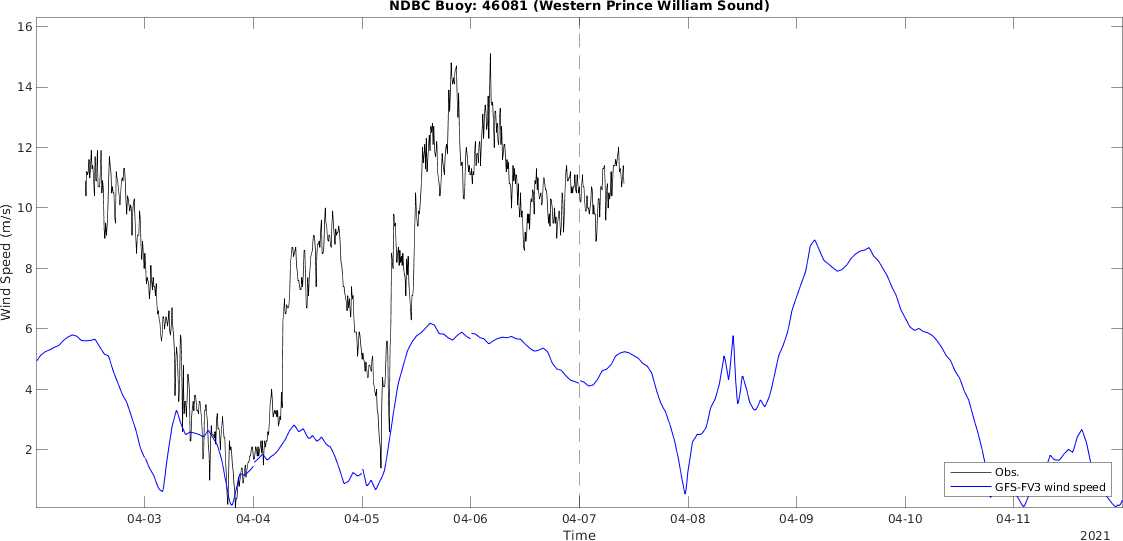 NDBC Buoy: 46081 (Western Prince William Sound)
16
14
12
10
8
6
4
2
Wind Speed (m/s)
Obs.
GFS-FV3 wind speed
04-03 04-04 04-05 04-06 04-07 04-08 04-09 04-10 04-11
Time
2021